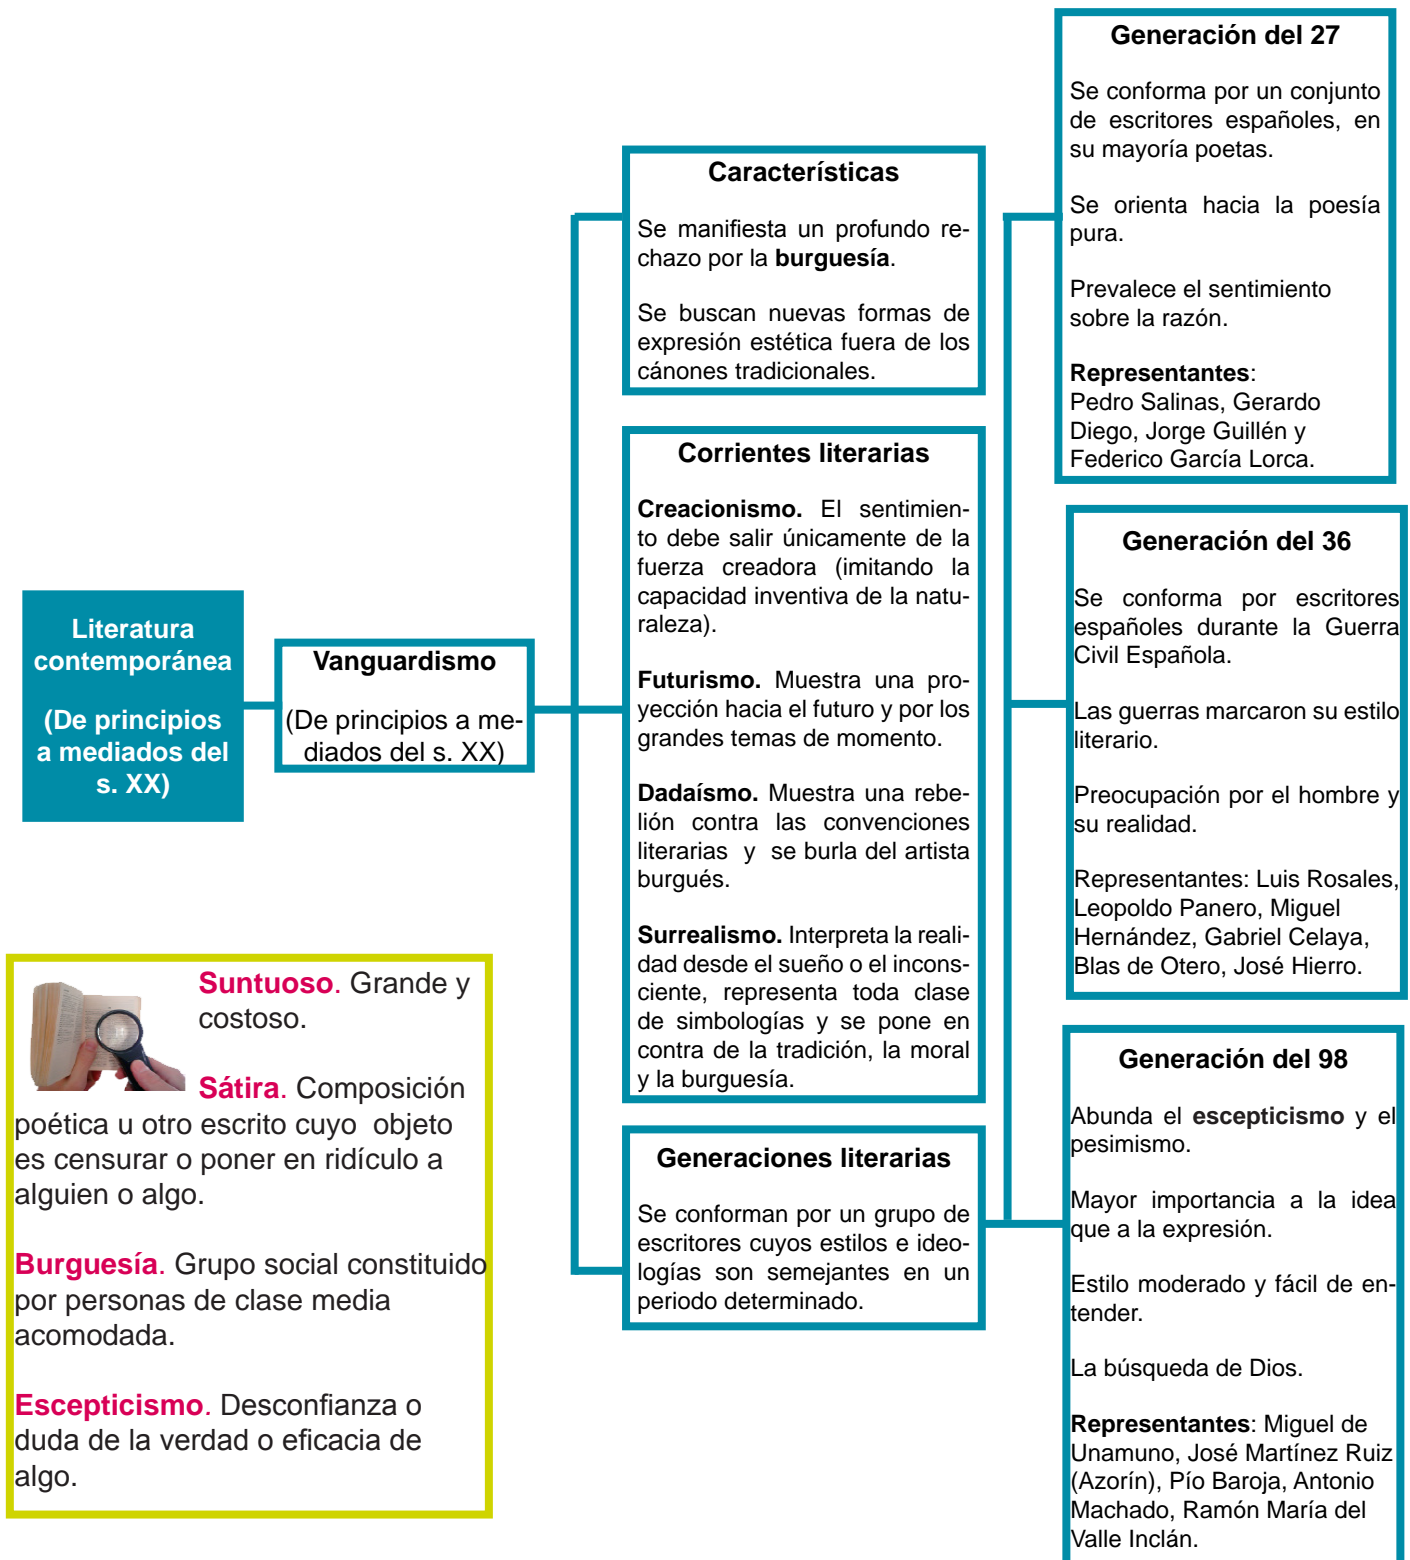 Literatura
contemporánea
(De principios
a mediados del
s. XX)
Vanguardismo
(De principios a me-
diados del s. XX)
Características
Se manifiesta un profundo re-
chazo por la burguesía.
Se buscan nuevas formas de
expresión estética fuera de los
cánones tradicionales.
Corrientes literarias
Creacionismo. El sentimien-
to debe salir únicamente de la
fuerza creadora (imitando la
capacidad inventiva de la natu-
raleza).
Futurismo. Muestra una pro-
yección hacia el futuro y por los
grandes temas de momento.
Dadaísmo. Muestra una rebe-
lión contra las convenciones
literarias y se burla del artista
burgués.
Surrealismo. Interpreta la reali-
dad desde el sueño o el incons-
ciente, representa toda clase
de simbologías y se pone en
contra de la tradición, la moral
y la burguesía.
Generaciones literarias
Se conforman por un grupo de
escritores cuyos estilos e ideo-
logías son semejantes en un
periodo determinado.
Generación del 27
Se conforma por un conjunto
de escritores españoles, en
su mayoría poetas.
Se orienta hacia la poesía
pura.
Prevalece el sentimiento
sobre la razón.
Representantes:
Pedro Salinas, Gerardo
Diego, Jorge Guillén y
Federico García Lorca.
Generación del 36
Se conforma por escritores
españoles durante la Guerra
Civil Española.
Las guerras marcaron su estilo
literario.
Preocupación por el hombre y
su realidad.
Representantes: Luis Rosales,
Leopoldo Panero, Miguel
Hernández, Gabriel Celaya,
Blas de Otero, José Hierro.
Generación del 98
Abunda el escepticismo y el
pesimismo.
Mayor importancia a la idea
que a la expresión.
Estilo moderado y fácil de en-
tender.
La búsqueda de Dios.
Representantes: Miguel de
Unamuno, José Martínez Ruiz
(Azorín), Pío Baroja, Antonio
Machado, Ramón María del
Valle Inclán.
Suntuoso. Grande y
costoso.
Sátira. Composición
poética u otro escrito cuyo objeto
es censurar o poner en ridículo a
alguien o algo.
Burguesía. Grupo social constituido
por personas de clase media
acomodada.
Escepticismo. Desconfianza o
duda de la verdad o eficacia de
algo.